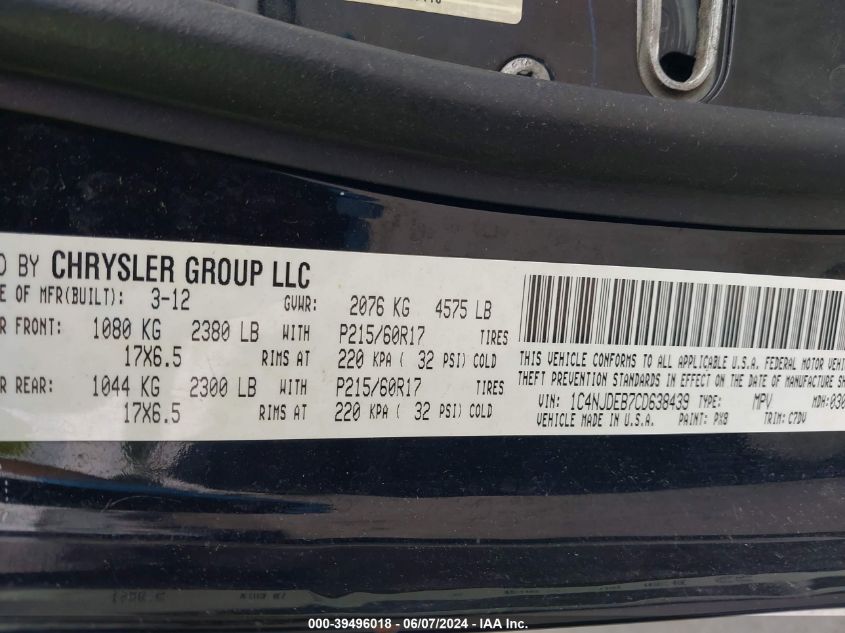 D BY CHRYSLER GROUP LLC
E OF MFR(BUILT): 3-12 GVWR: 2076 KG 4575 LB
R FRONT: 1080 KG 2380 LB WITH P215/60R17 TIRES
17X6.5 RIMS AT 220 KPA ( 32 PSI) COLD
R REAR: 1044 KG 2300 LB WITH P215/60R17 TIRES
17X6.5 RIMS AT 220 KPA ( 32 PSI) COLD
THIS VEHICLE CONFORMS TO ALL APPLICABLE U.S.A. FEDERAL MOTOR VEHI
THEFT PREVENTION STANDARDS IN EFFECT ON THE DATE OF MANUFACTURE SH
VIN: 1C4NJDEB7CD638439 TYPE: MPV MDH: 030
VEHICLE MADE IN U.S.A. PAINT: PX8 TRIM: C7DV
000-39496018 - 06/07/2024 - IAA Inc.